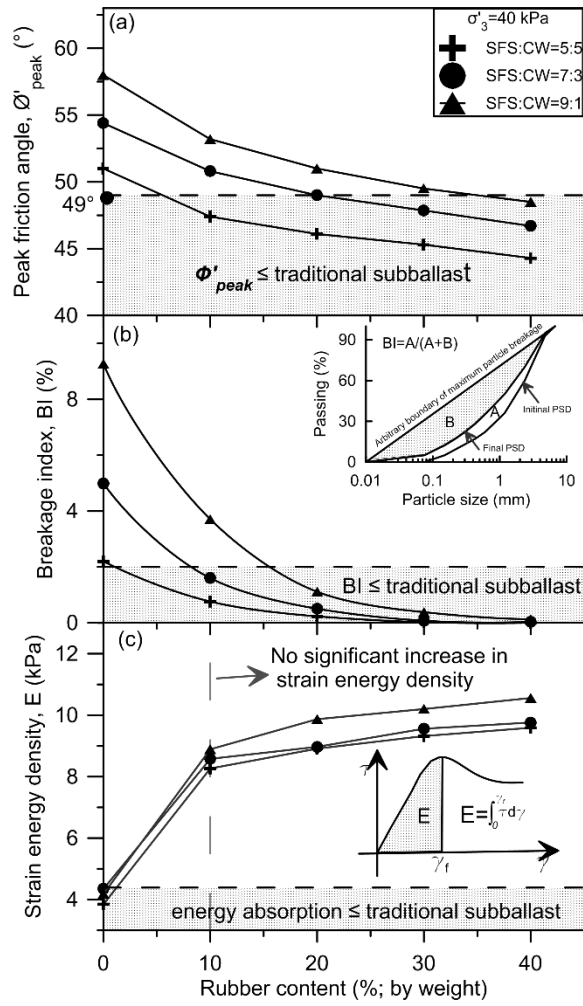 (a)
σ'3=40 kPa
SFS:CW=5:5
SFS:CW=7:3
SFS:CW=9:1
Peak friction angle, Ø'peak (°)
60
55
50
49°
45
40
ϕ'peak ≤ traditional subballast
(b)
Breakage index, BI (%)
8
4
2
0
BI=A/(A+B)
Passing (%)
90
60
30
0
Arbitrary boundary of maximum particle breakage
B
A
Initinal PSD
Final PSD
0.01 0.1 1 10
Particle size (mm)
BI ≤ traditional subballast
(c)
Strain energy density, E (kPa)
12
10
8
6
4
No significant increase in
strain energy density
τ
E
E=∫0γf τdγ
γf
γ
energy absorption ≤ traditional subballast
0 10 20 30 40
Rubber content (%; by weight)